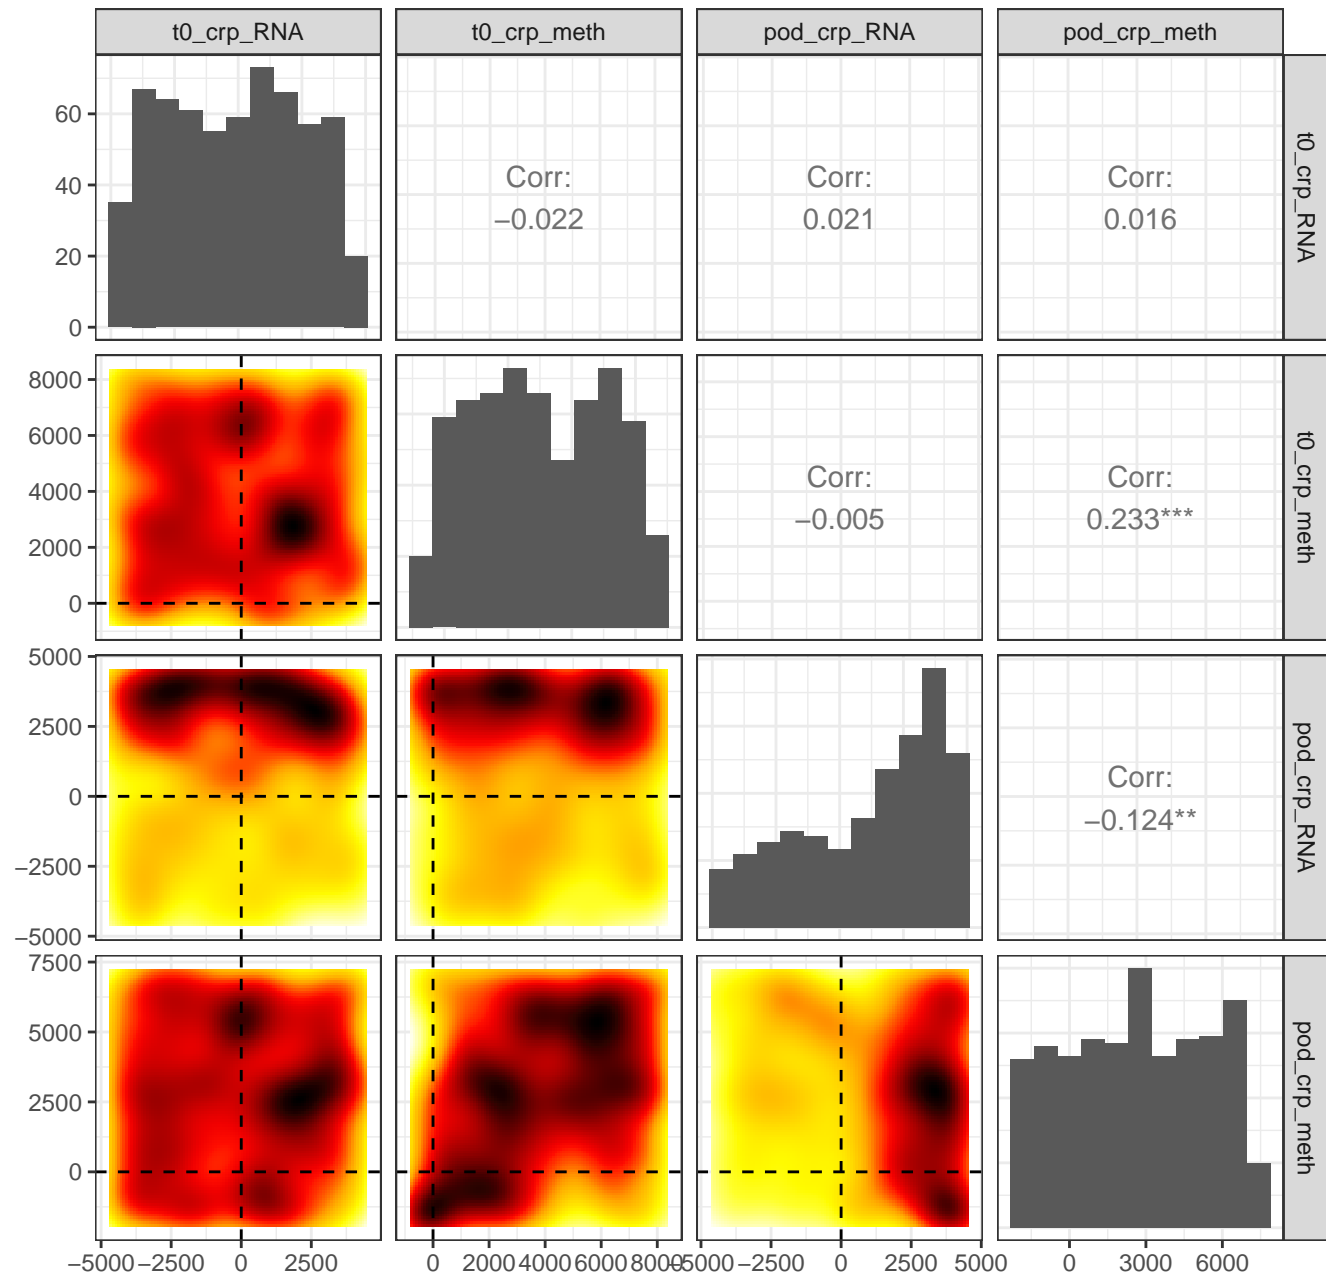 t0_crp_RNA t0_crp_meth pod_crp_RNA pod_crp_meth
60
40
20
0
Corr:
−0.022
Corr:
0.021
Corr:
0.016
t0_crp_RNA
8000
6000
4000
2000
0
Corr:
−0.005
Corr:
0.233***
t0_crp_meth
5000
2500
0
−2500
−5000
Corr:
−0.124**
pod_crp_RNA
7500
5000
2500
0
pod_crp_meth
−5000 −2500 0 2500 0 2000 4000 6000 8000 −5000 −2500 0 2500 5000 0 3000 6000